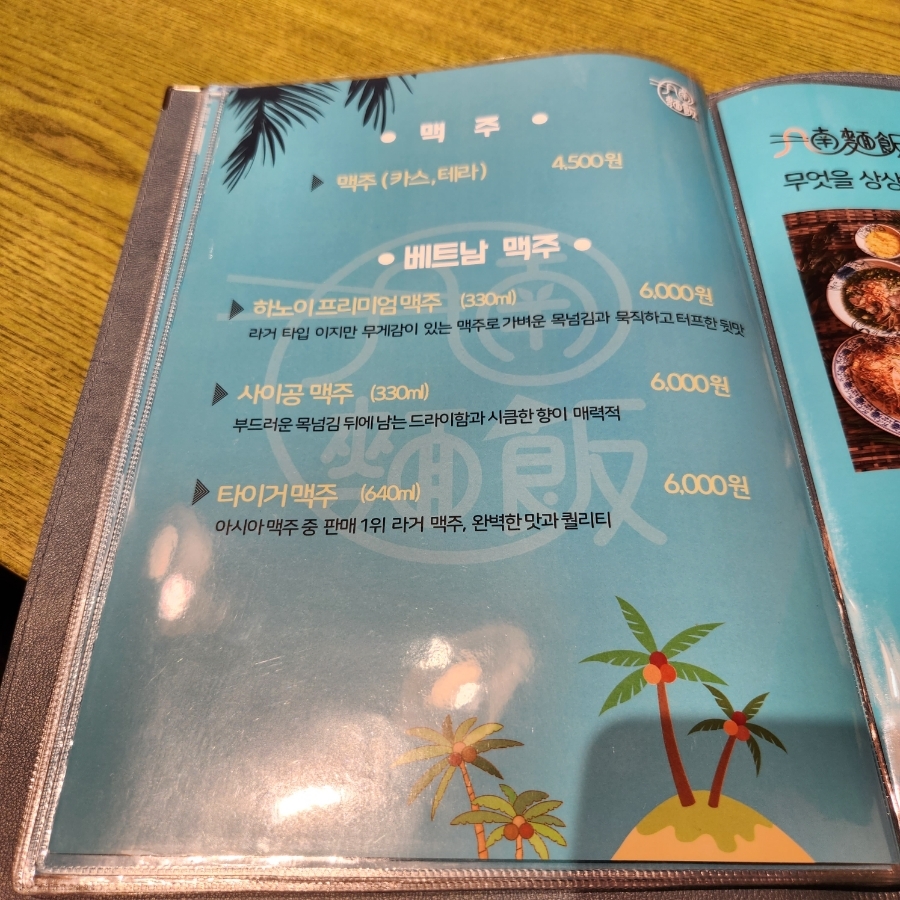 맥 주
맥주 (카스, 테라) 4,500원
베트남 맥주
하노이 프리미엄 맥주 (330ml) 6,000원
라거 타입 이지만 무게감이 있는 맥주로 가벼운 목넘김과 묵직하고 터프한 뒷맛
사이공 맥주 (330ml) 6,000원
부드러운 목넘김 뒤에 남는 드라이함과 시큼한 향이 매력적
타이거 맥주 (640ml) 6,000원
아시아 맥주 중 판매 1위 라거 맥주, 완벽한 맛과 퀄리티
南麵飯
南麵飯
무엇을 상상